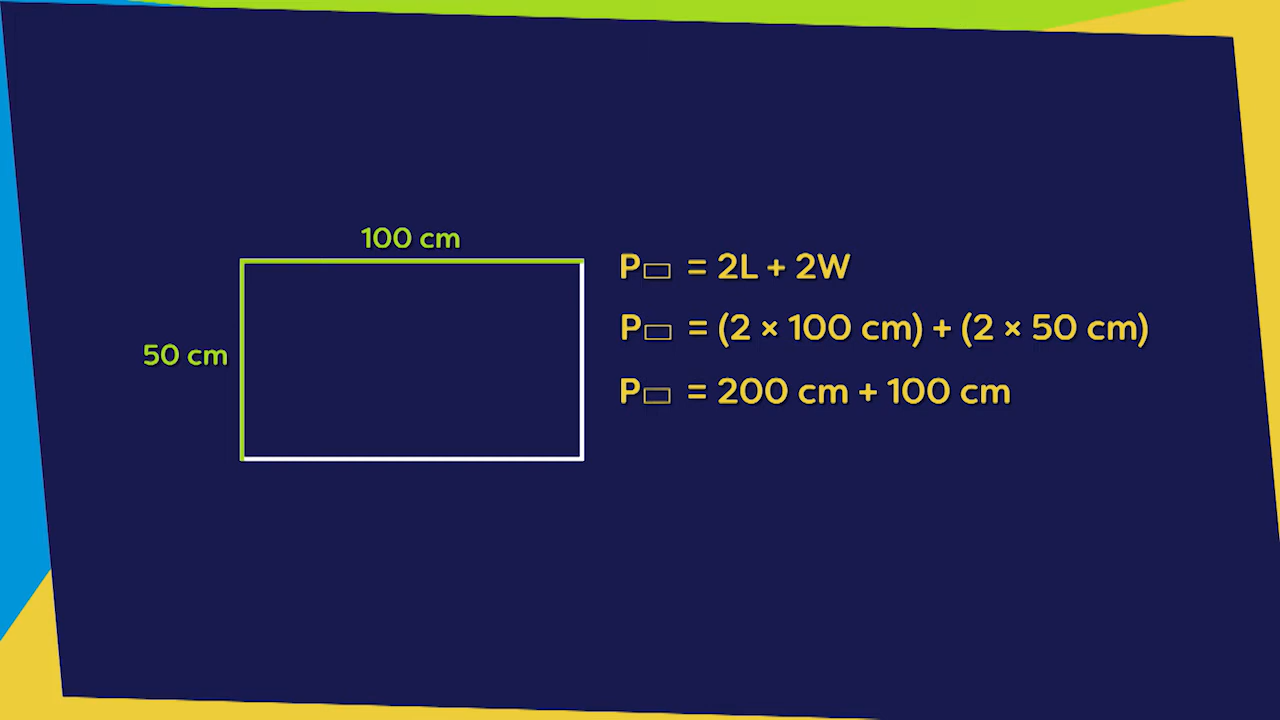 100 cm
50 cm
P▭ = 2L + 2W
P▭ = (2 × 100 cm) + (2 × 50 cm)
P▭ = 200 cm + 100 cm